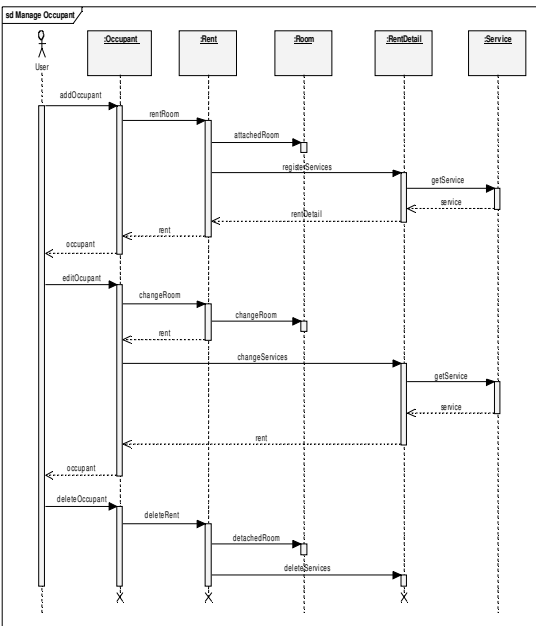 sd Manage Occupant
:Occupant
:Rent
:Room
:RentDetail
:Service
User
addOccupant
rentRoom
attachedRoom
registerServices
getService
service
rentDetail
rent
occupant
editOcupant
changeRoom
changeRoom
rent
changeServices
getService
service
rent
occupant
deleteOccupant
deleteRent
detachedRoom
deleteServices